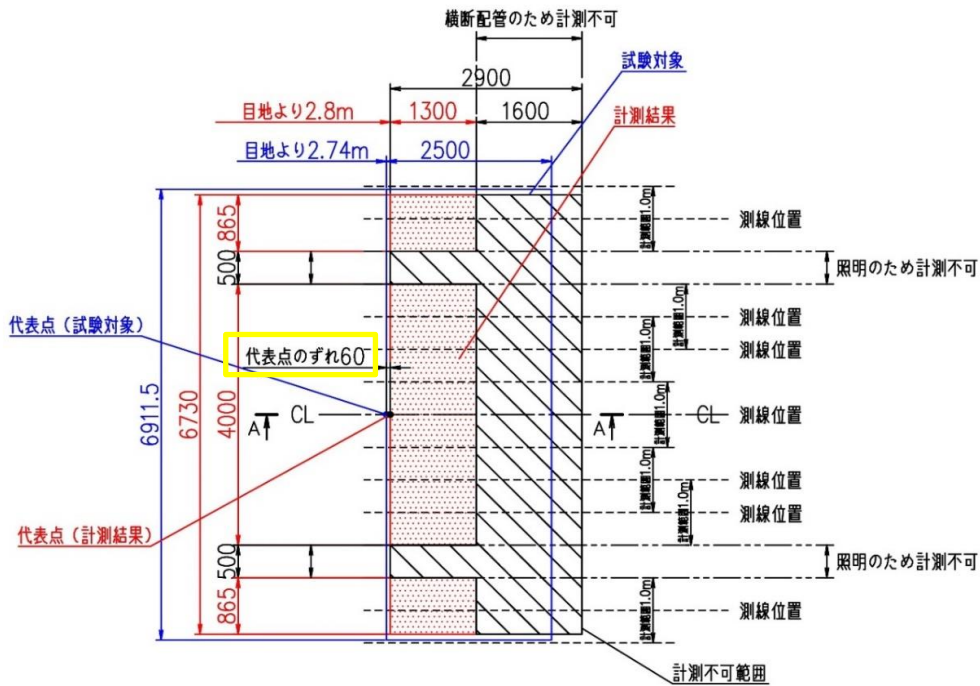 横断配管のため計測不可
試験対象
2900
目地より2.8m
1300
1600
計測結果
目地より2.74m
2500
865
計測範囲1.0m
測線位置
500
照明のため計測不可
代表点（試験対象）
計測範囲1.0m
測線位置
代表点のずれ60
計測範囲1.0m
測線位置
6911.5
6730
4000
A
CL
A
計測範囲1.0m
CL
測線位置
計測範囲1.0m
測線位置
代表点（計測結果）
計測範囲1.0m
測線位置
500
照明のため計測不可
865
計測範囲1.0m
測線位置
計測不可範囲